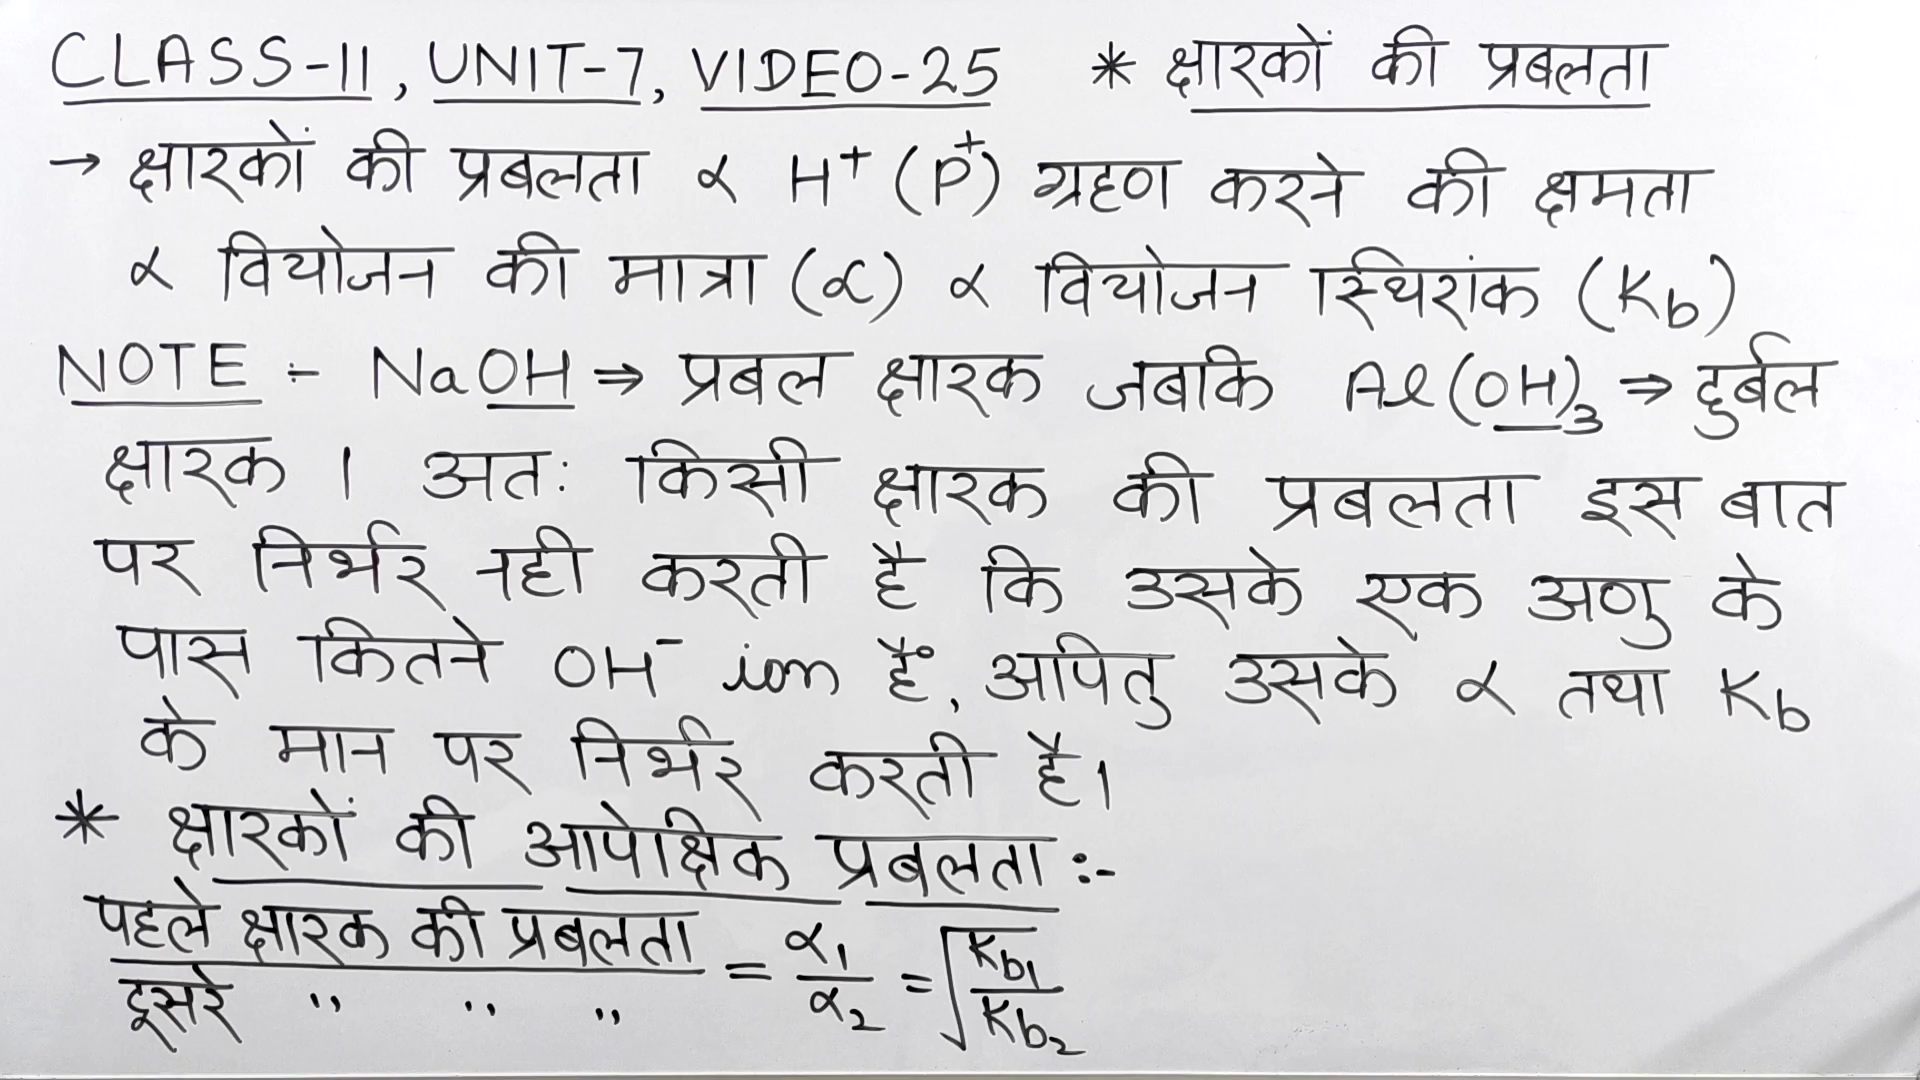 CLASS-11, UNIT-7, VIDEO-25 * क्षारकों की प्रबलता
→ क्षारकों की प्रबलता ∝ H⁺ (P⁺) ग्रहण करने की क्षमता
∝ वियोजन की मात्रा (α) ∝ वियोजन स्थिरांक (Kb)
NOTE :- NaOH ⇒ प्रबल क्षारक जबकि Al(OH)₃ ⇒ दुर्बल
क्षारक । अतः किसी क्षारक की प्रबलता इस बात
पर निर्भर नही करती है कि उसके एक अणु के
पास कितने OH⁻ ion हैं, अपितु उसके α तथा Kb
के मान पर निर्भर करती है।
* क्षारकों की आपेक्षिक प्रबलता :-
पहले क्षारक की प्रबलता / दूसरे " " " = α₁/α₂ = √(Kb₁/Kb₂)